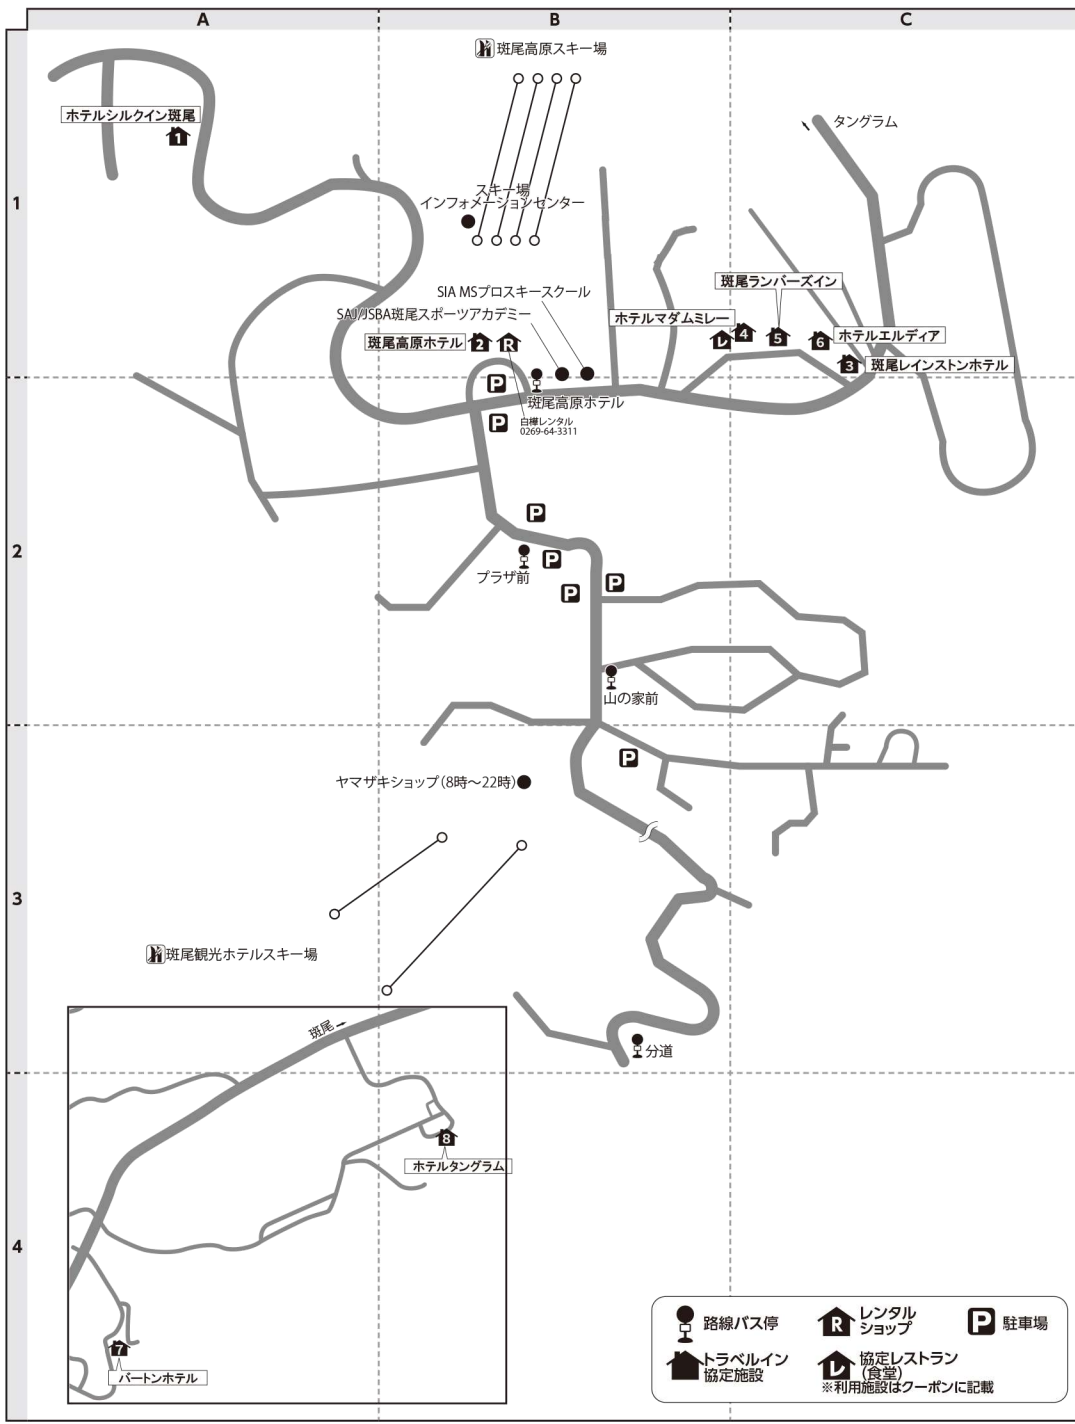 A
B
C
斑尾高原スキー場
ホテルシルクイン斑尾
1
タングラム
1
スキー場
インフォメーションセンター
斑尾ランバーズイン
SIA MSプロスキースクール
SAJ/JSBA斑尾スポーツアカデミー
ホテルマダムミレー
レ
4
5
6
ホテルエルディア
斑尾高原ホテル
2
R
3
斑尾レインストンホテル
P
斑尾高原ホテル
P
白樺レンタル
0269-64-3311
P
2
P
プラザ前
P
P
山の家前
P
ヤマザキショップ(8時〜22時)
3
斑尾観光ホテルスキー場
斑尾
分道
8
ホテルタングラム
4
7
バートンホテル
路線バス停
R
レンタル
ショップ
P
駐車場
トラベルイン
協定施設
レ
協定レストラン
(食堂)
※利用施設はクーポンに記載